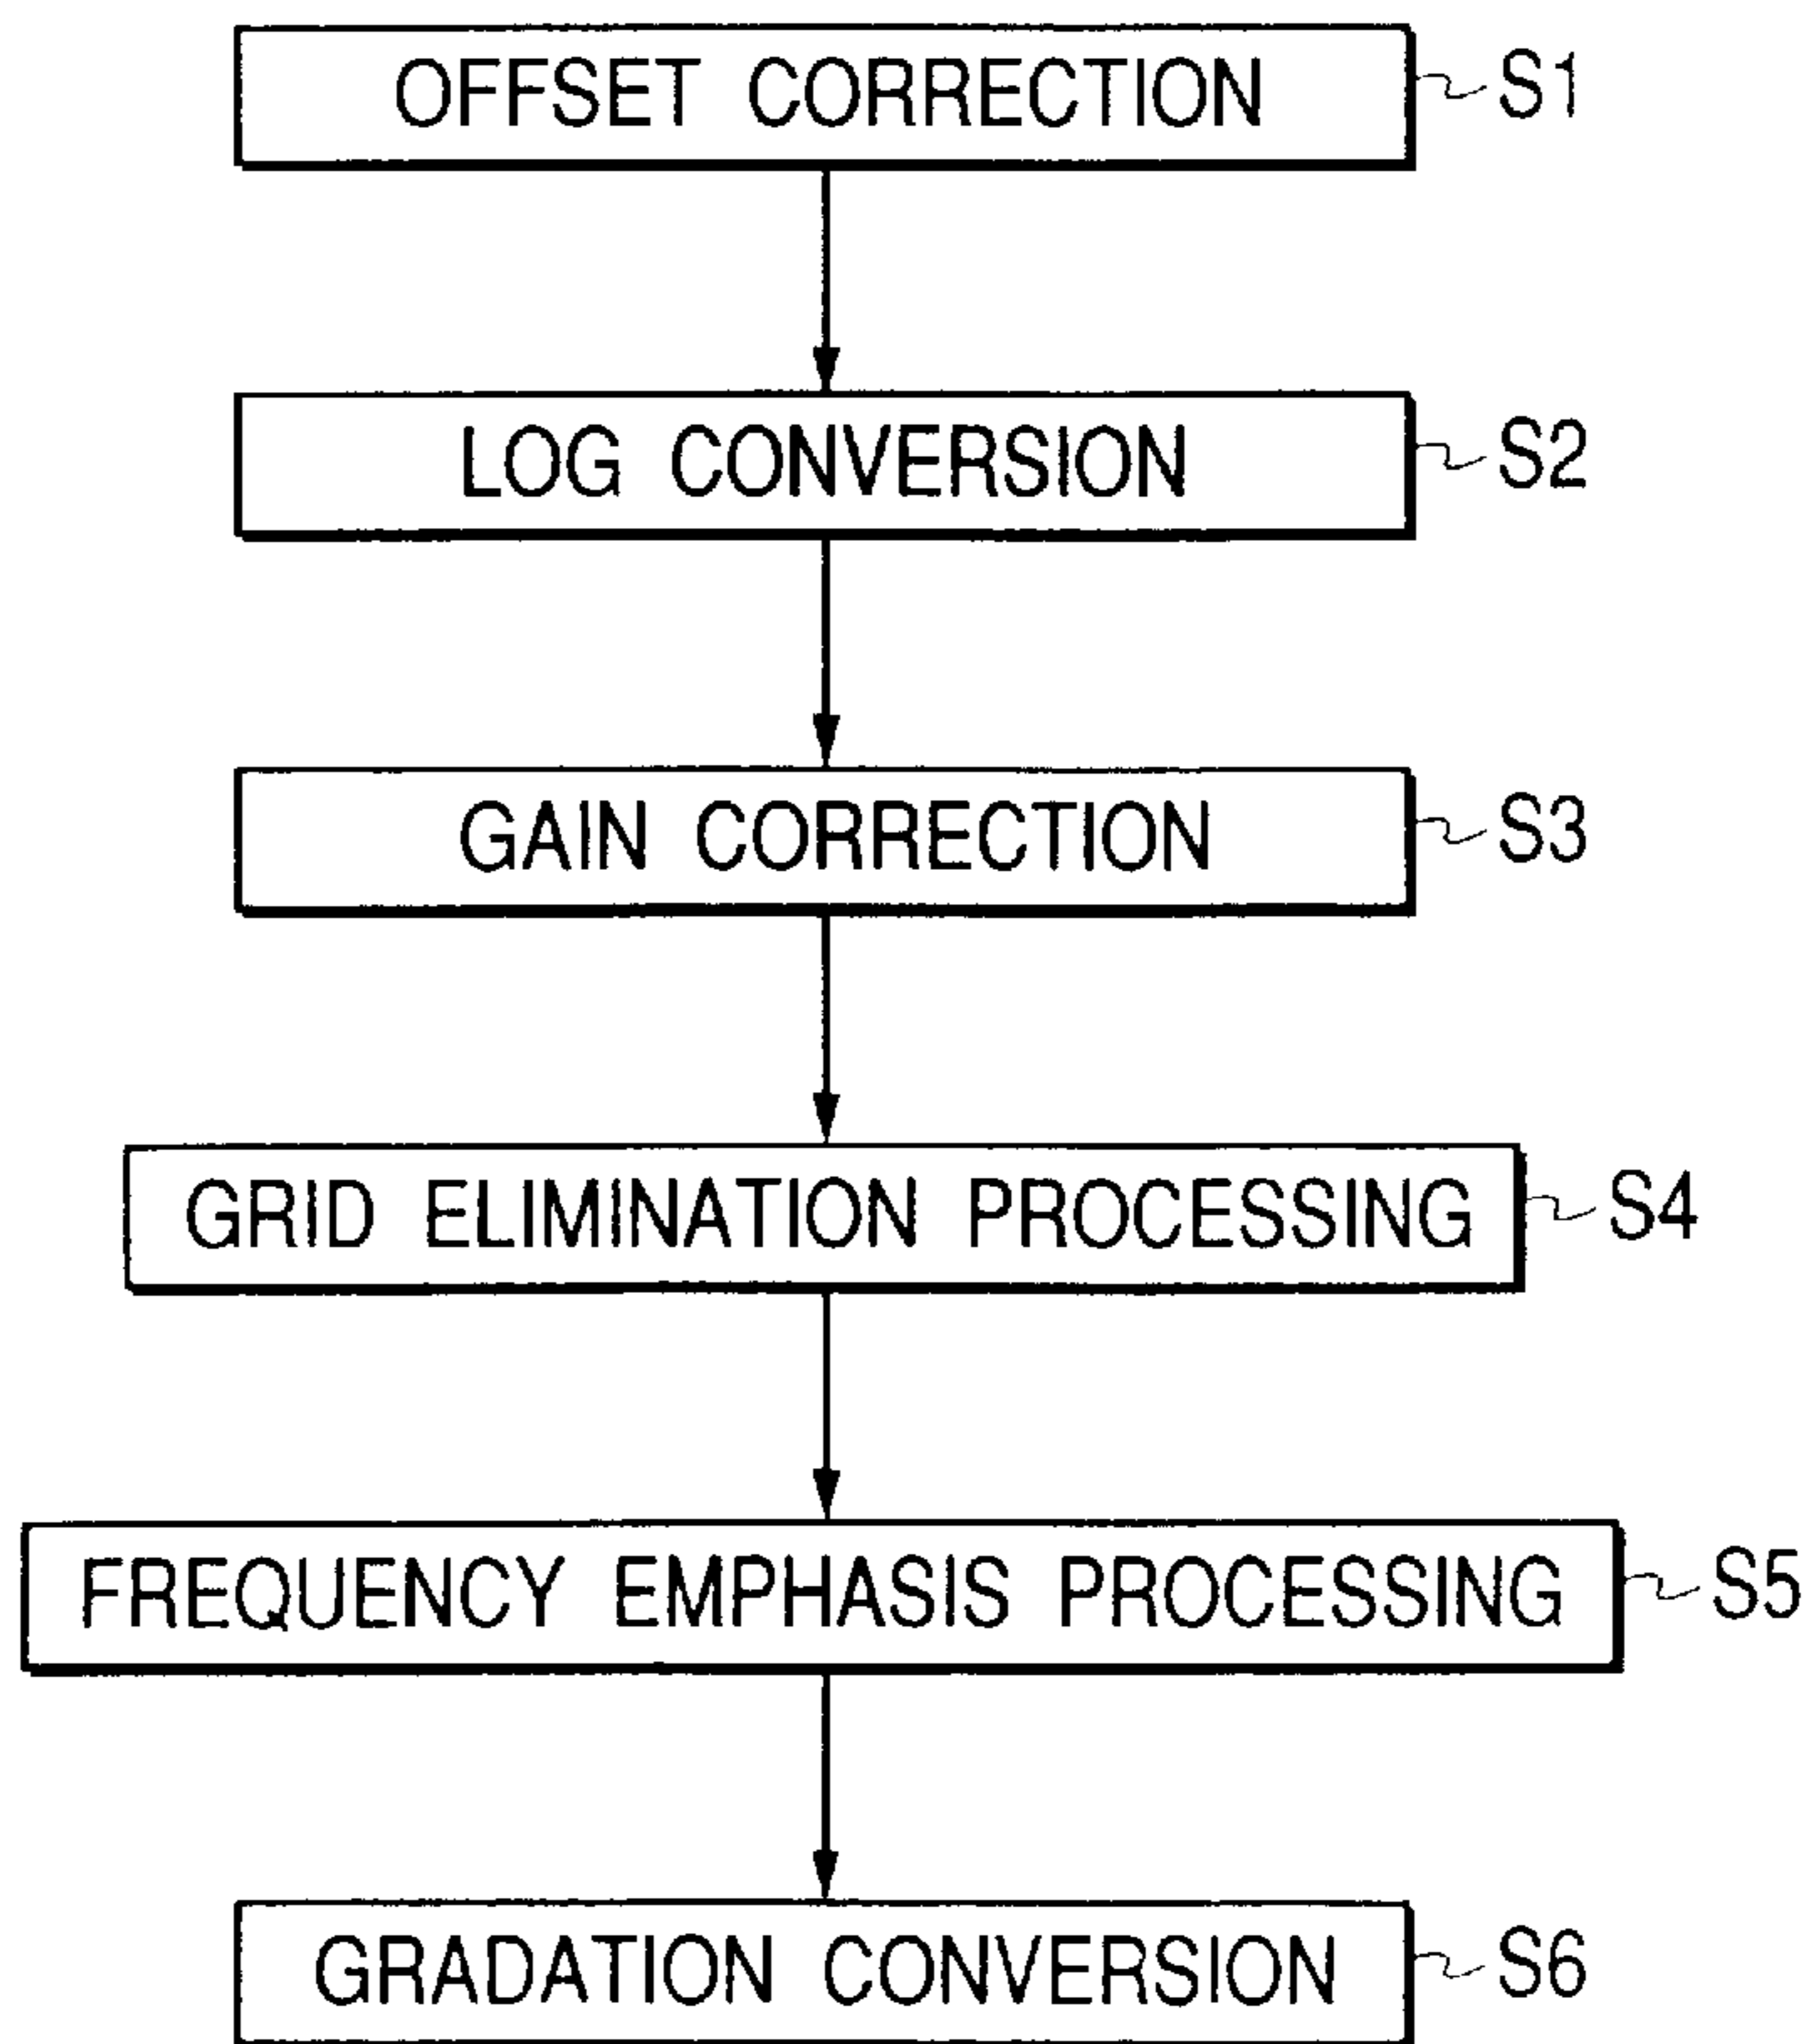 OFFSET CORRECTION S1
LOG CONVERSION S2
GAIN CORRECTION S3
GRID ELIMINATION PROCESSING S4
FREQUENCY EMPHASIS PROCESSING S5
GRADATION CONVERSION S6